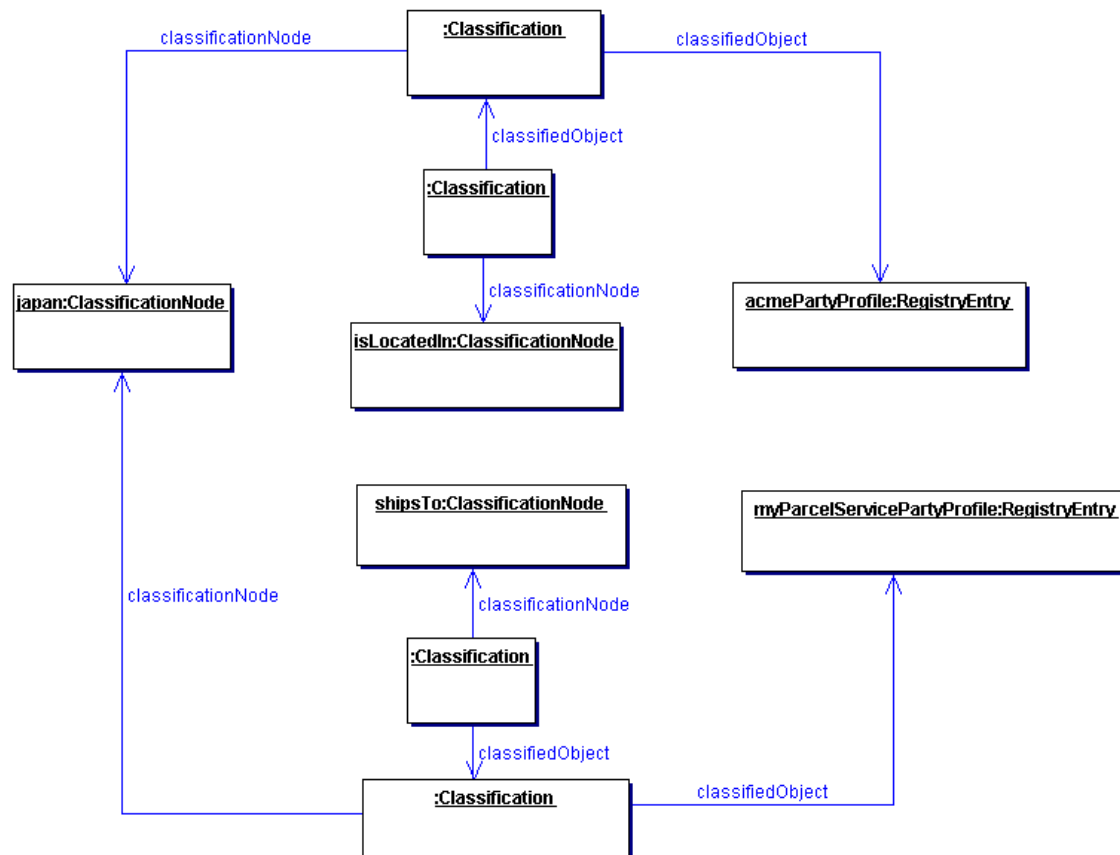 :Classification
classificationNode
classifiedObject
classifiedObject
:Classification
classificationNode
japan:ClassificationNode
acmePartyProfile:RegistryEntry
isLocatedIn:ClassificationNode
shipsTo:ClassificationNode
myParcelServicePartyProfile:RegistryEntry
classificationNode
classificationNode
:Classification
classifiedObject
classifiedObject
:Classification